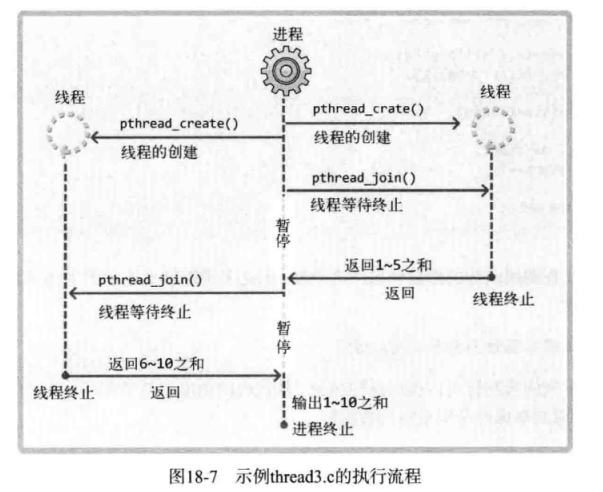 进程
线程
线程
pthread_create()
pthread_crate()
线程的创建
线程的创建
pthread_join()
线程等待终止
暂停
返回1~5之和
返回
线程终止
pthread_join()
线程等待终止
暂停
返回6~10之和
线程终止
返回
输出1~10之和
进程终止
图18-7 示例thread3.c的执行流程